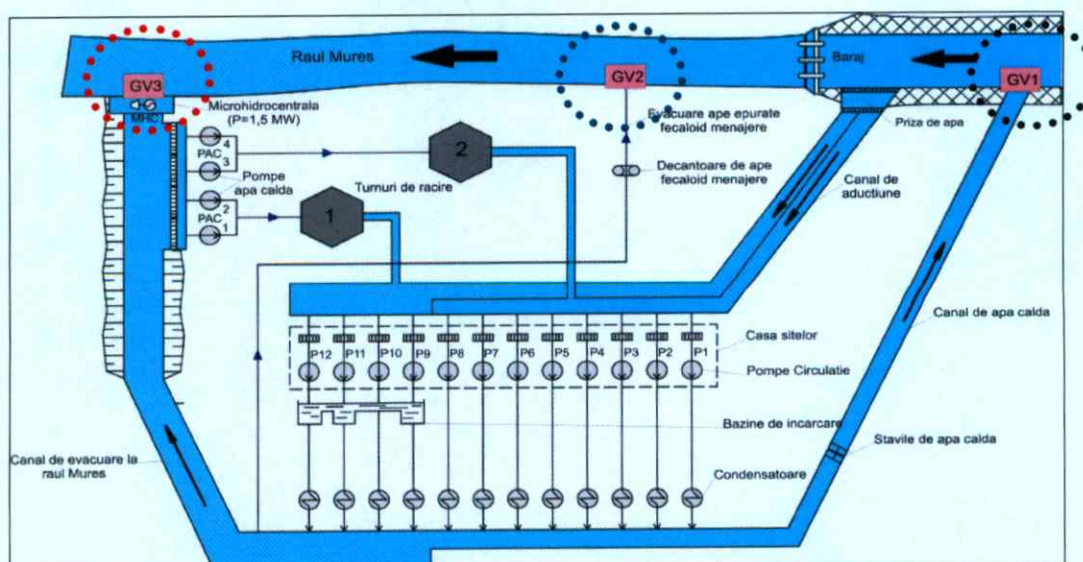 Raul Mures
Baraj
GV3
GV2
GV1
Microhidrocentrala
(P=1,5 MW)
MHC
Evacuare ape epurate
fecaloid menajere
Priza de apa
4
PAC
3
2
Pompe
apa calda
2
PAC
1
Turnuri de racire
1
Decantoare de ape
fecaloid menajere
Canal de
aductiune
Canal de apa calda
Casa sitelor
P12
P11
P10
P9
P8
P7
P6
P5
P4
P3
P2
P1
Pompe Circulatie
Bazine de incarcare
Stavile de apa calda
Canal de evacuare la
raul Mures
Condensatoare